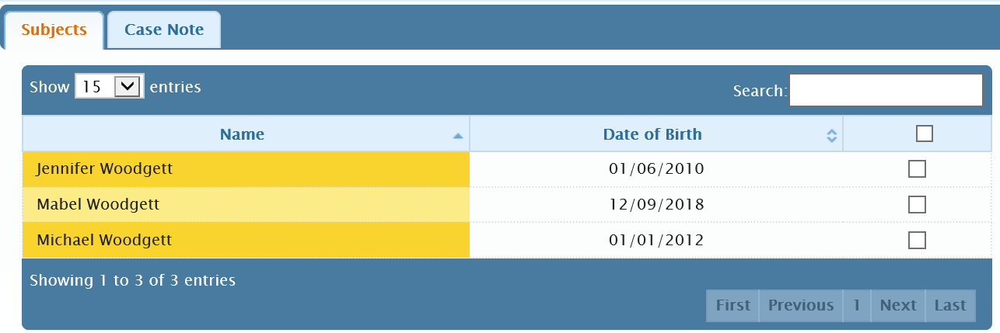 Subjects Case Note
Show 15 entries Search:
Name Date of Birth
Jennifer Woodgett 01/06/2010
Mabel Woodgett 12/09/2018
Michael Woodgett 01/01/2012
Showing 1 to 3 of 3 entries
First Previous 1 Next Last